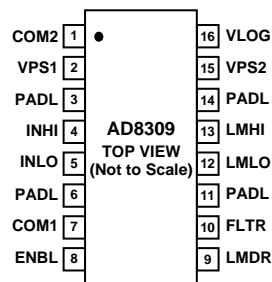 COM2 1 16 VLOG
VPS1 2 15 VPS2
PADL 3 14 PADL
INHI 4 AD8309 13 LMHI
TOP VIEW
INLO 5 (Not to Scale) 12 LMLO
PADL 6 11 PADL
COM1 7 10 FLTR
ENBL 8 9 LMDR